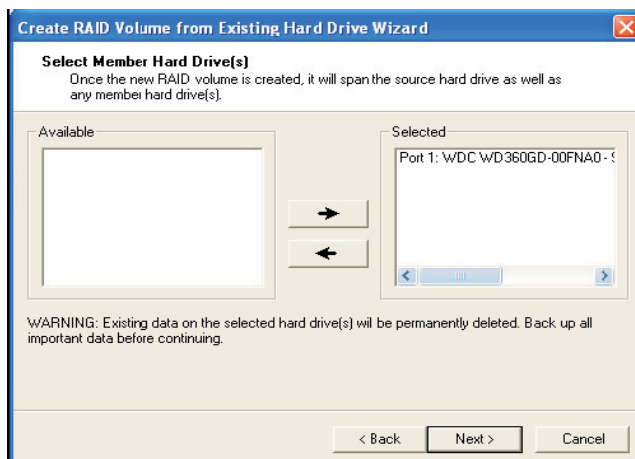 Create RAID Volume from Existing Hard Drive Wizard
Select Member Hard Drive(s)
Once the new RAID volume is created, it will span the source hard drive as well as
any member hard drive(s).
Available
Selected
Port 1: WDC WD360GD-00FNA0 - S
WARNING: Existing data on the selected hard drive(s) wil be permanently deleted. Back up all
important data before continuing.
< Back
Next >
Cancel